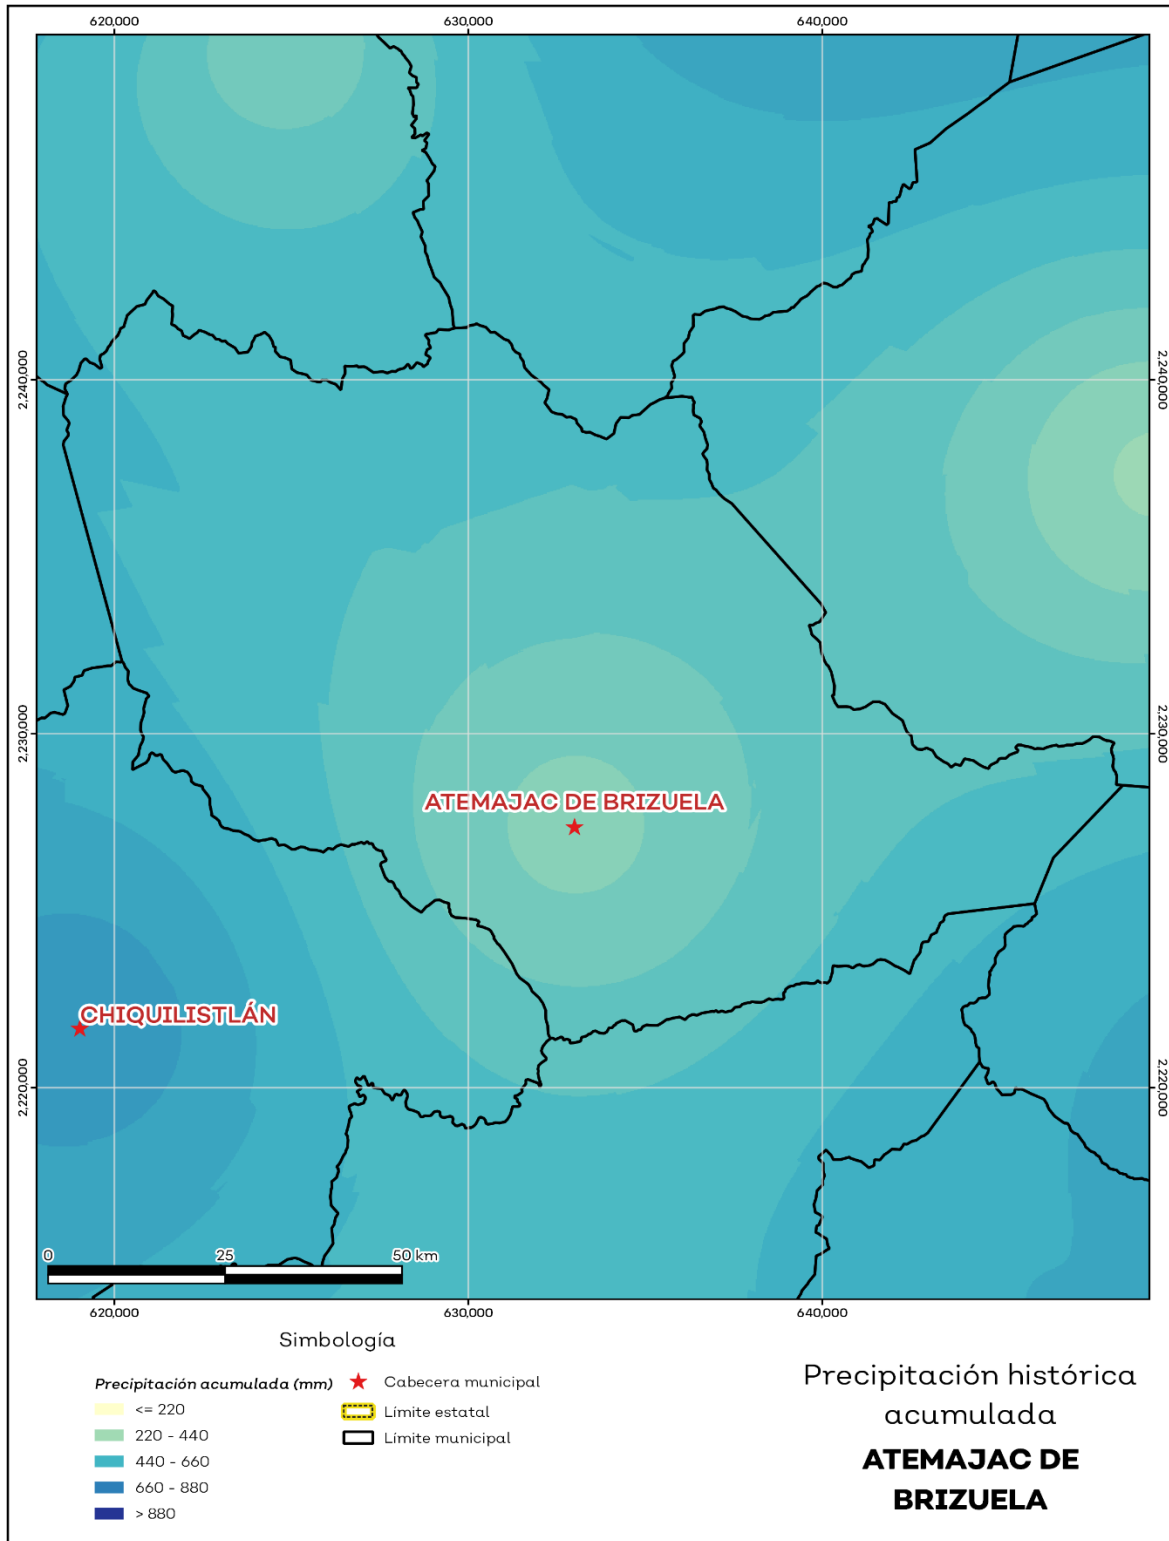 620,000 630,000 640,000
2,240,000 2,240,000
2,230,000 2,230,000
ATEMAJAC DE BRIZUELA
CHIQUILISTLÁN
2,220,000 2,220,000
0 25 50 km
620,000 630,000 640,000
Simbología
Precipitación acumulada (mm)
<= 220
220 - 440
440 - 660
660 - 880
> 880
Cabecera municipal
Límite estatal
Límite municipal
Precipitación histórica
acumulada
ATEMAJAC DE
BRIZUELA